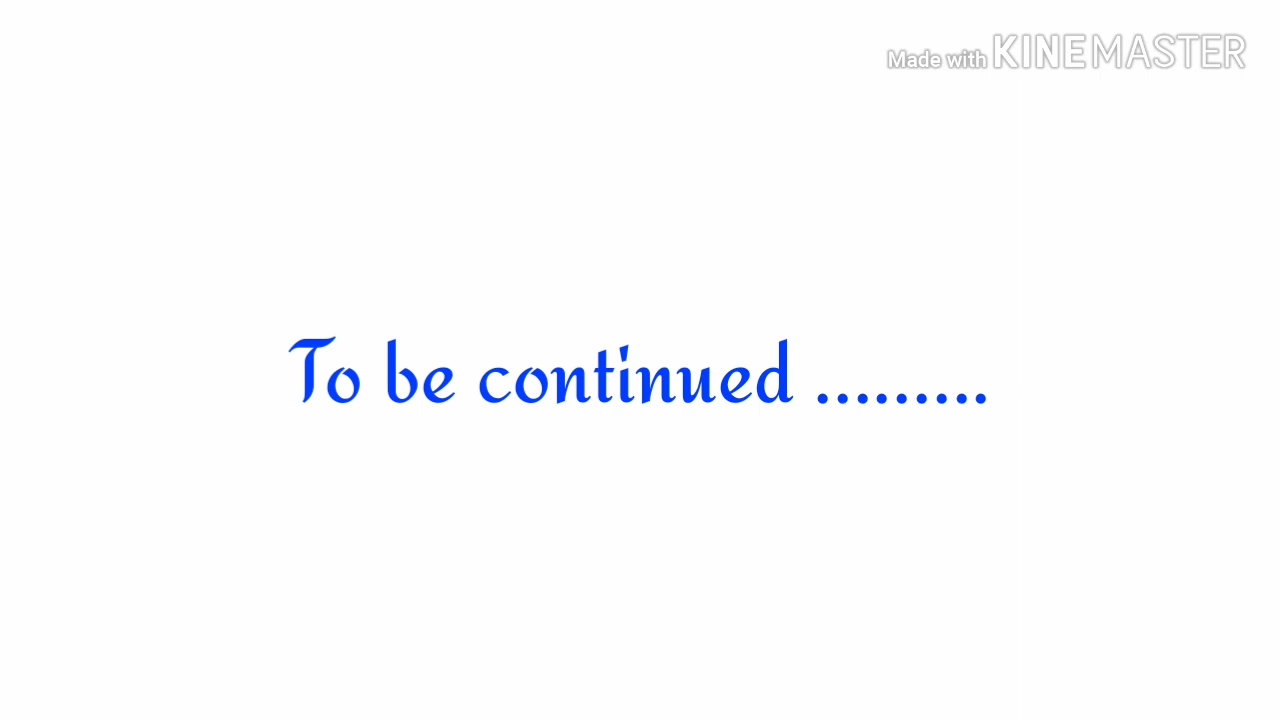 Made with KINEMASTER
To be continued .........